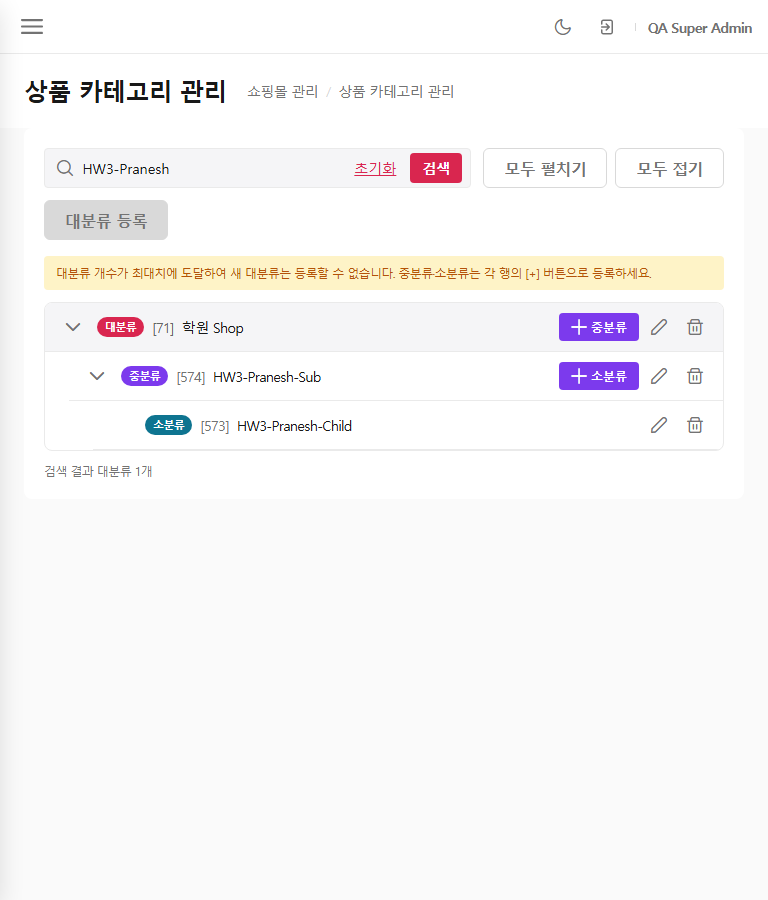 QA Super Admin
상품 카테고리 관리
쇼핑몰 관리 / 상품 카테고리 관리
HW3-Pranesh 초기화 검색 모두 펼치기 모두 접기
대분류 등록
대분류 개수가 최대치에 도달하여 새 대분류는 등록할 수 없습니다. 중분류·소분류는 각 행의 [+] 버튼으로 등록하세요.
대분류 [71] 학원 Shop + 중분류
중분류 [574] HW3-Pranesh-Sub + 소분류
소분류 [573] HW3-Pranesh-Child
검색 결과 대분류 1개